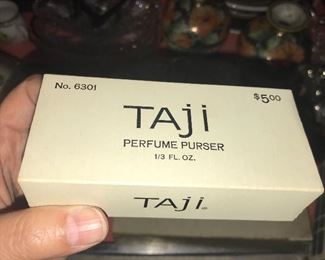 No. 6301 $5.00
TAji
PERFUME PURSER
1/3 FL. OZ.
TAji